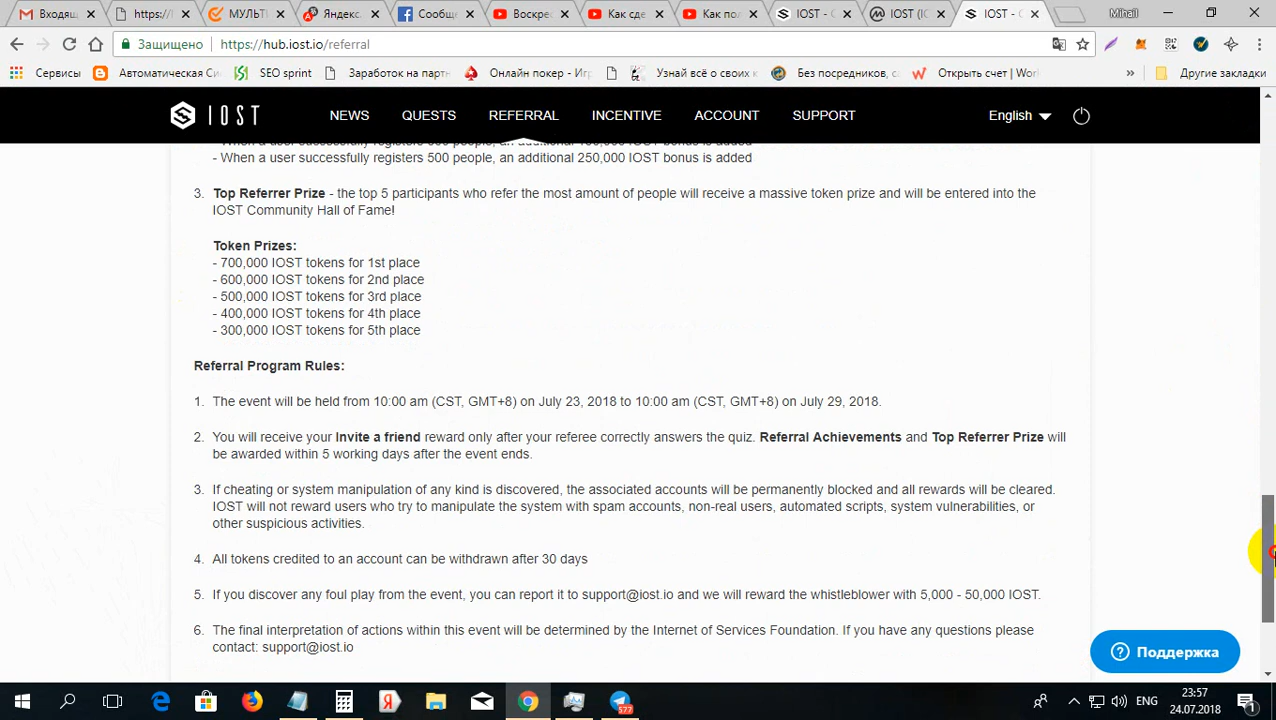 Входящ
https://
МУЛЬТИ
Яндекс.
Сообще
Воскре
Как сде
Как по
IOST - C
IOST (IC
IOST - C
Mihail
Защищено
https://hub.iost.io/referral
Сервисы
Автоматическая Си
SEO sprint
Заработок на партн
Онлайн покер - Игр
Узнай всё о своих к
Без посредников, са
Открыть счет | Worl
»
Другие закладки
IOST
NEWS
QUESTS
REFERRAL
INCENTIVE
ACCOUNT
SUPPORT
English
- When a user successfully registers 500 people, an additional 250,000 IOST bonus is added
3. Top Referrer Prize - the top 5 participants who refer the most amount of people will receive a massive token prize and will be entered into the
IOST Community Hall of Fame!
Token Prizes:
- 700,000 IOST tokens for 1st place
- 600,000 IOST tokens for 2nd place
- 500,000 IOST tokens for 3rd place
- 400,000 IOST tokens for 4th place
- 300,000 IOST tokens for 5th place
Referral Program Rules:
1. The event will be held from 10:00 am (CST, GMT+8) on July 23, 2018 to 10:00 am (CST, GMT+8) on July 29, 2018.
2. You will receive your Invite a friend reward only after your referee correctly answers the quiz. Referral Achievements and Top Referrer Prize will
be awarded within 5 working days after the event ends.
3. If cheating or system manipulation of any kind is discovered, the associated accounts will be permanently blocked and all rewards will be cleared.
IOST will not reward users who try to manipulate the system with spam accounts, non-real users, automated scripts, system vulnerabilities, or
other suspicious activities.
4. All tokens credited to an account can be withdrawn after 30 days
5. If you discover any foul play from the event, you can report it to support@iost.io and we will reward the whistleblower with 5,000 - 50,000 IOST.
6. The final interpretation of actions within this event will be determined by the Internet of Services Foundation. If you have any questions please
contact: support@iost.io
Поддержка
577
ENG
23:57
24.07.2018
1